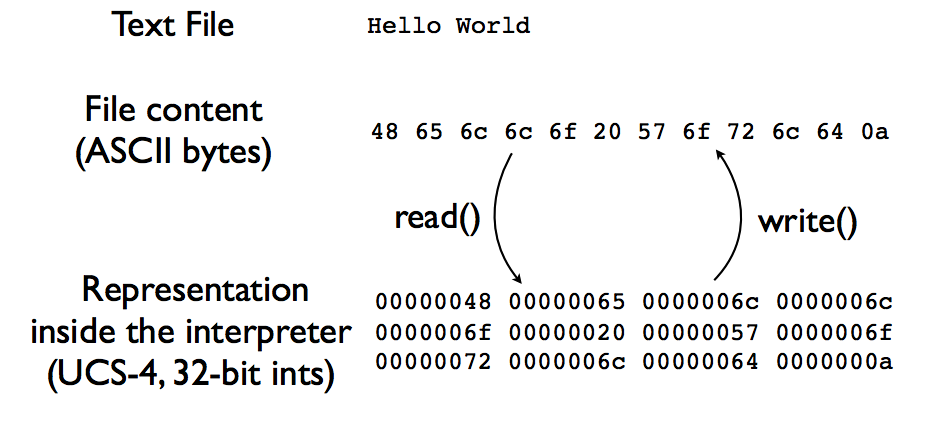 Text File
Hello World
File content
(ASCII bytes)
48 65 6c 6c 6f 20 57 6f 72 6c 64 0a
read()
write()
Representation
inside the interpreter
(UCS-4, 32-bit ints)
00000048 00000065 0000006c 0000006c
0000006f 00000020 00000057 0000006f
00000072 0000006c 00000064 0000000a